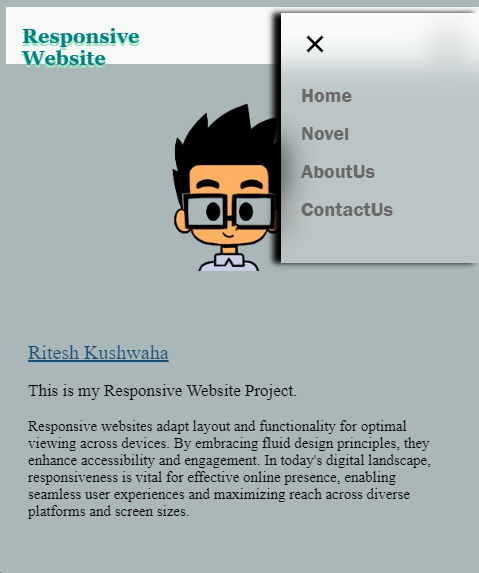 Responsive
Website
Home
Novel
AboutUs
ContactUs
Ritesh Kushwaha
This is my Responsive Website Project.
Responsive websites adapt layout and functionality for optimal
viewing across devices. By embracing fluid design principles, they
enhance accessibility and engagement. In today's digital landscape,
responsiveness is vital for effective online presence, enabling
seamless user experiences and maximizing reach across diverse
platforms and screen sizes.